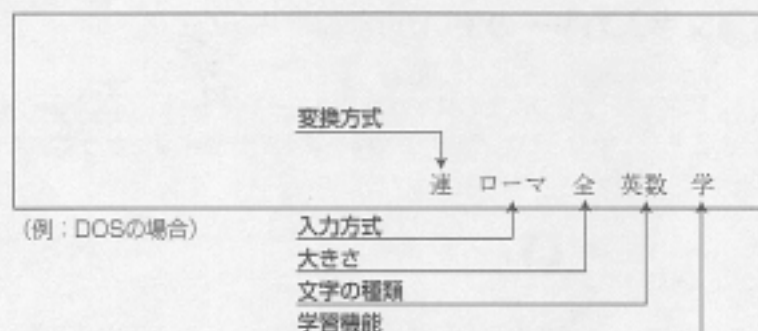 変換方式
連 ローマ 全 英数 学
(例：DOSの場合)
入力方式
大きさ
文字の種類
学習機能